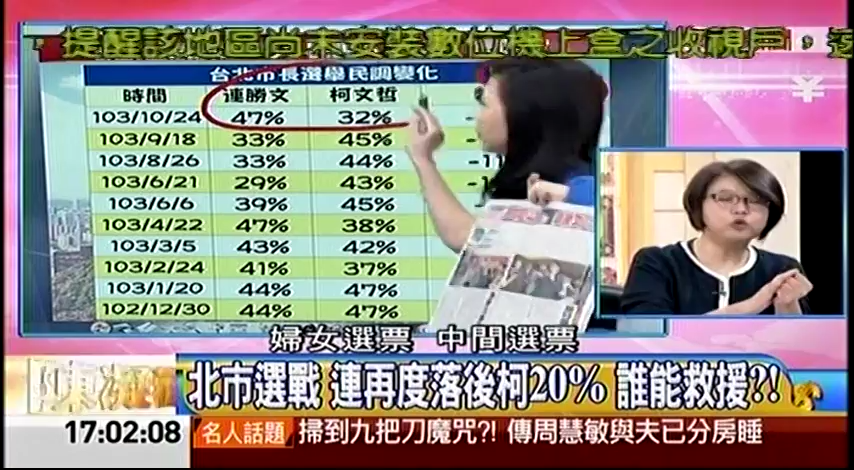 提醒該地區尚未安裝數位機上盒之收視戶,
台北市長選舉民調變化
時間 連勝文 柯文哲
103/10/24 47% 32%
103/9/18 33% 45% -
103/8/26 33% 44% -11
103/6/21 29% 43% -1
103/6/6 39% 45%
103/4/22 47% 38%
103/3/5 43% 42%
103/2/24 41% 37%
103/1/20 44% 47%
102/12/30 44% 47%
婦女選票 中間選票
北市選戰 連再度落後柯20% 誰能救援?!
17:02:08 名人話題 掃到九把刀魔咒?! 傳周慧敏與夫已分房睡